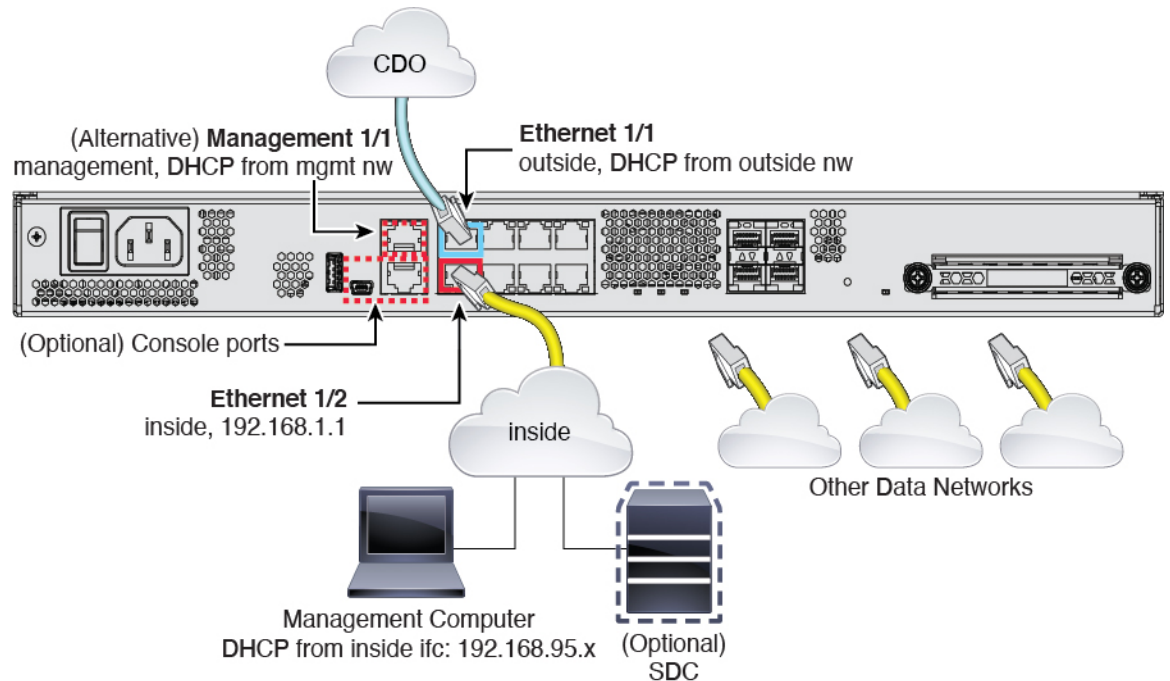 CDO
(Alternative) Management 1/1
management, DHCP from mgmt nw
Ethernet 1/1
outside, DHCP from outside nw
(Optional) Console ports
Ethernet 1/2
inside, 192.168.1.1
inside
Other Data Networks
Management Computer
DHCP from inside ifc: 192.168.95.x
(Optional)
SDC